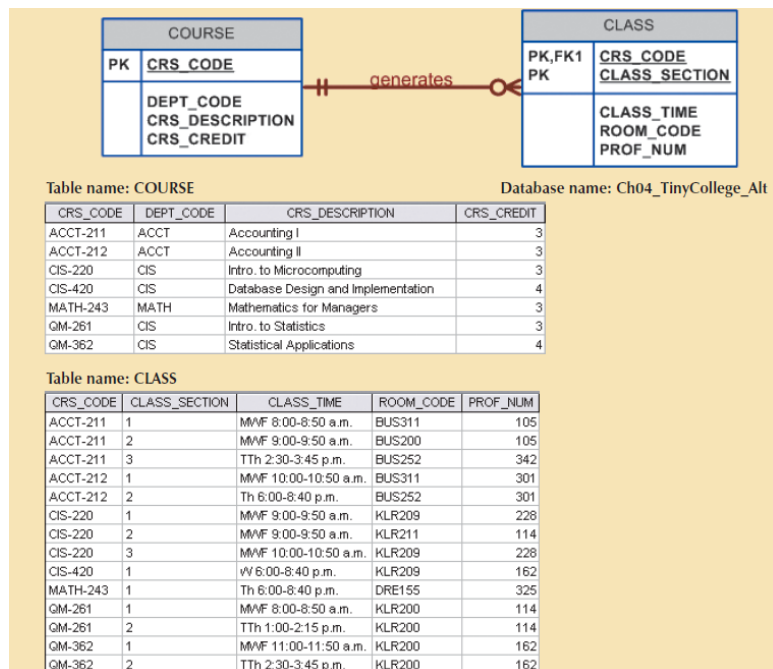 COURSE
PK CRS_CODE
DEPT_CODE
CRS_DESCRIPTION
CRS_CREDIT
generates
CLASS
PK,FK1 CRS_CODE
PK CLASS_SECTION
CLASS_TIME
ROOM_CODE
PROF_NUM
Table name: COURSE Database name: Ch04_TinyCollege_Alt
CRS_CODE DEPT_CODE CRS_DESCRIPTION CRS_CREDIT
ACCT-211 ACCT Accounting I 3
ACCT-212 ACCT Accounting II 3
CIS-220 CIS Intro. to Microcomputing 3
CIS-420 CIS Database Design and Implementation 4
MATH-243 MATH Mathematics for Managers 3
QM-261 CIS Intro. to Statistics 3
QM-362 CIS Statistical Applications 4
Table name: CLASS
CRS_CODE CLASS_SECTION CLASS_TIME ROOM_CODE PROF_NUM
ACCT-211 1 MWF 8:00-8:50 a.m. BUS311 105
ACCT-211 2 MWF 9:00-9:50 a.m. BUS200 105
ACCT-211 3 TTh 2:30-3:45 p.m. BUS252 342
ACCT-212 1 MWF 10:00-10:50 a.m. BUS311 301
ACCT-212 2 Th 6:00-8:40 p.m. BUS252 301
CIS-220 1 MWF 9:00-9:50 a.m. KLR209 228
CIS-220 2 MWF 9:00-9:50 a.m. KLR211 114
CIS-220 3 MWF 10:00-10:50 a.m. KLR209 228
CIS-420 1 W 6:00-8:40 p.m. KLR209 162
MATH-243 1 Th 6:00-8:40 p.m. DRE155 325
QM-261 1 MWF 8:00-8:50 a.m. KLR200 114
QM-261 2 TTh 1:00-2:15 p.m. KLR200 114
QM-362 1 MWF 11:00-11:50 a.m. KLR200 162
QM-362 2 TTh 2:30-3:45 p.m. KLR200 162